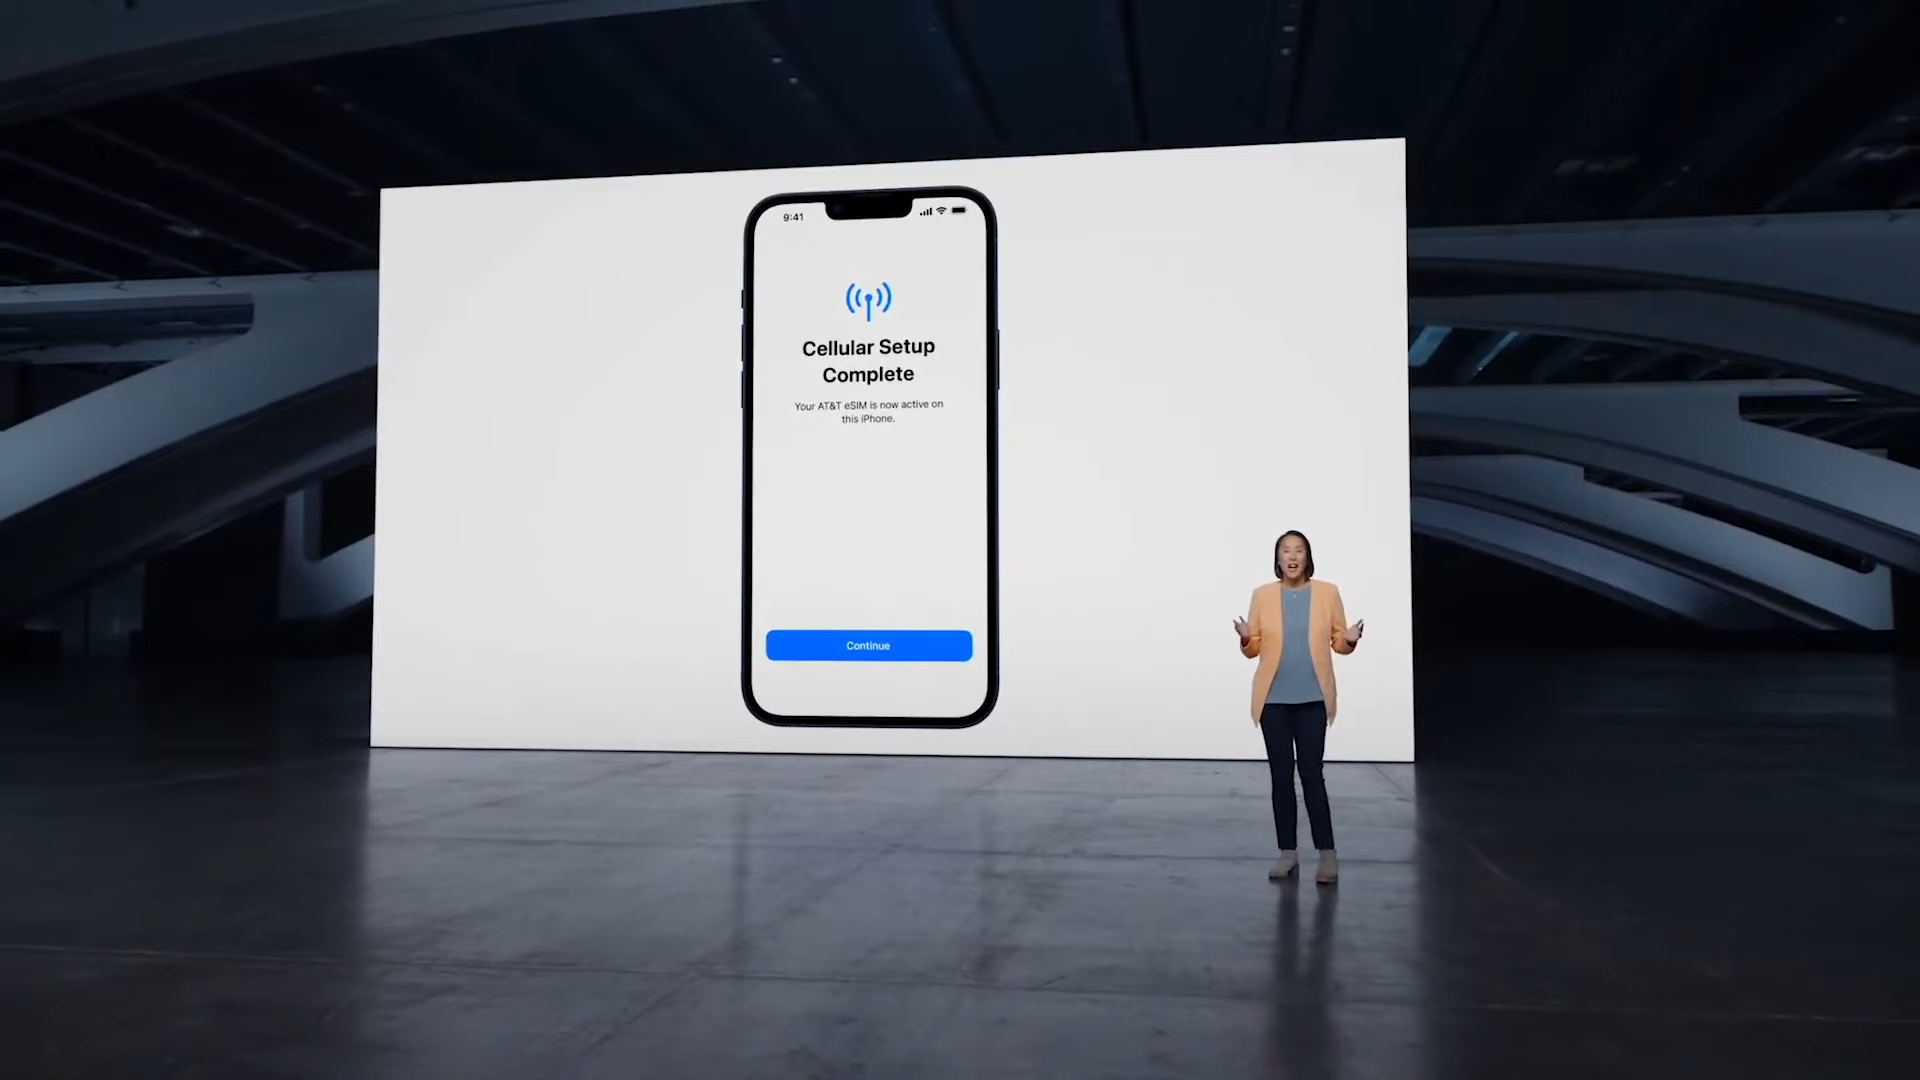 9:41
Cellular Setup
Complete
Your AT&T eSIM is now active on
this iPhone.
Continue